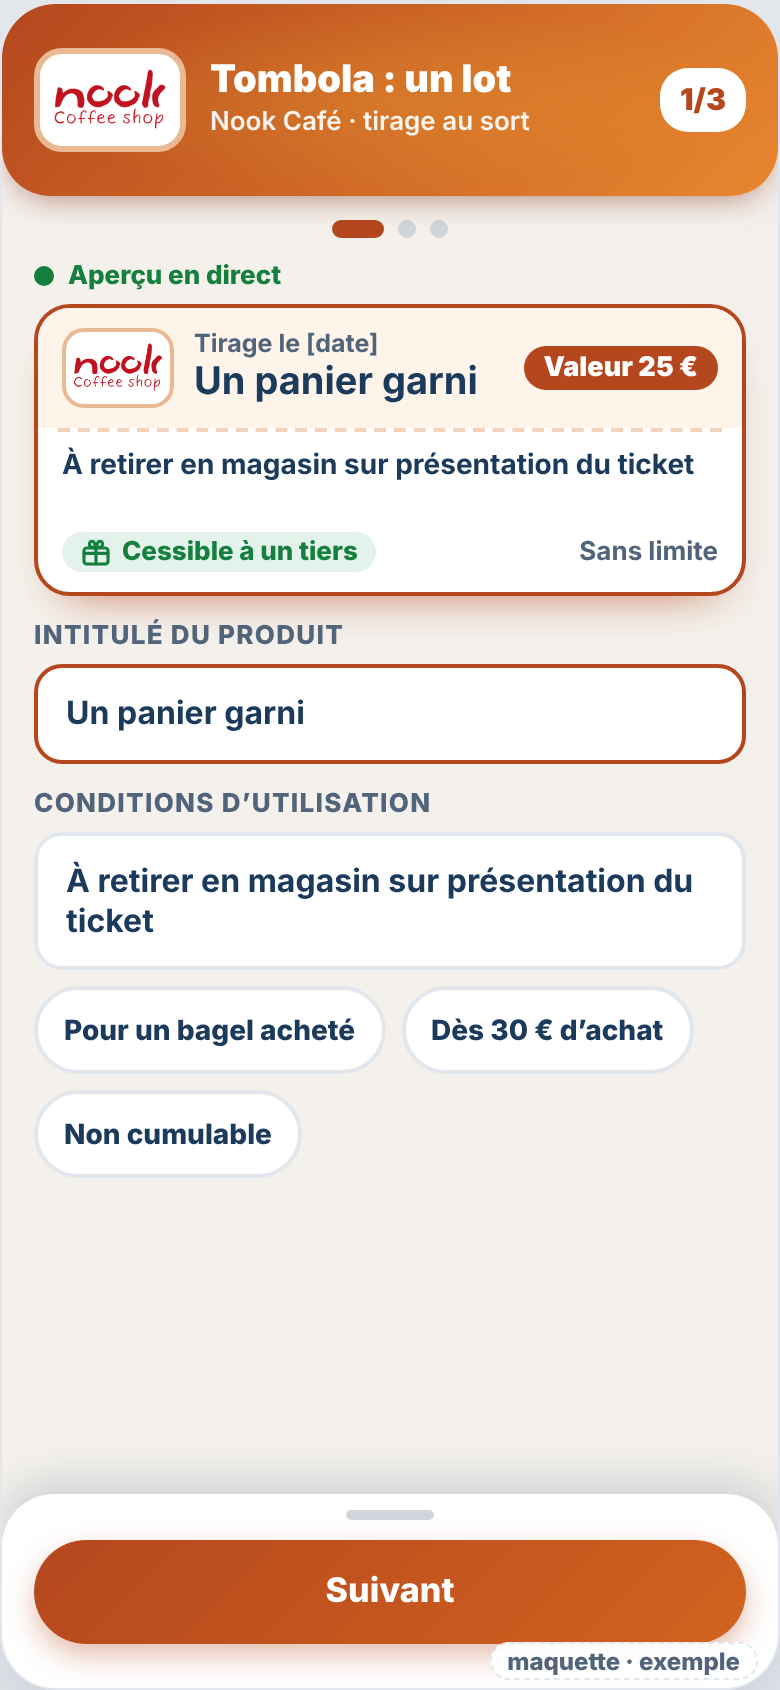 nook
Coffee shop
Tombola : un lot
Nook Café · tirage au sort
1/3
Aperçu en direct
nook
Coffee shop
Tirage le [date]
Un panier garni
Valeur 25 €
À retirer en magasin sur présentation du ticket
Cessible à un tiers
Sans limite
INTITULÉ DU PRODUIT
Un panier garni
CONDITIONS D’UTILISATION
À retirer en magasin sur présentation du
ticket
Pour un bagel acheté
Dès 30 € d’achat
Non cumulable
Suivant
maquette · exemple